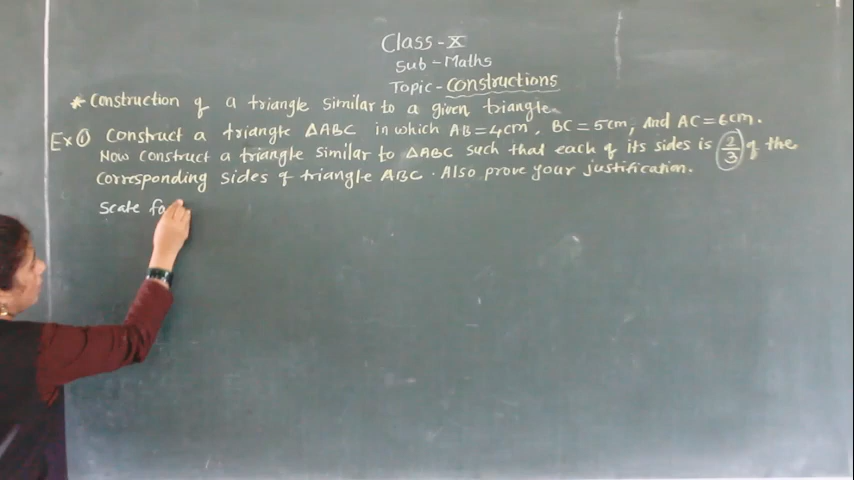 Class - X
Sub - Maths
Topic - Constructions
* Construction of a triangle similar to a given triangle.
Ex ① Construct a triangle △ABC in which AB = 4cm, BC = 5cm, and AC = 6cm.
Now construct a triangle similar to △ABC such that each of its sides is 2/3 of the
corresponding sides of triangle ABC. Also prove your justification.
Scale fa